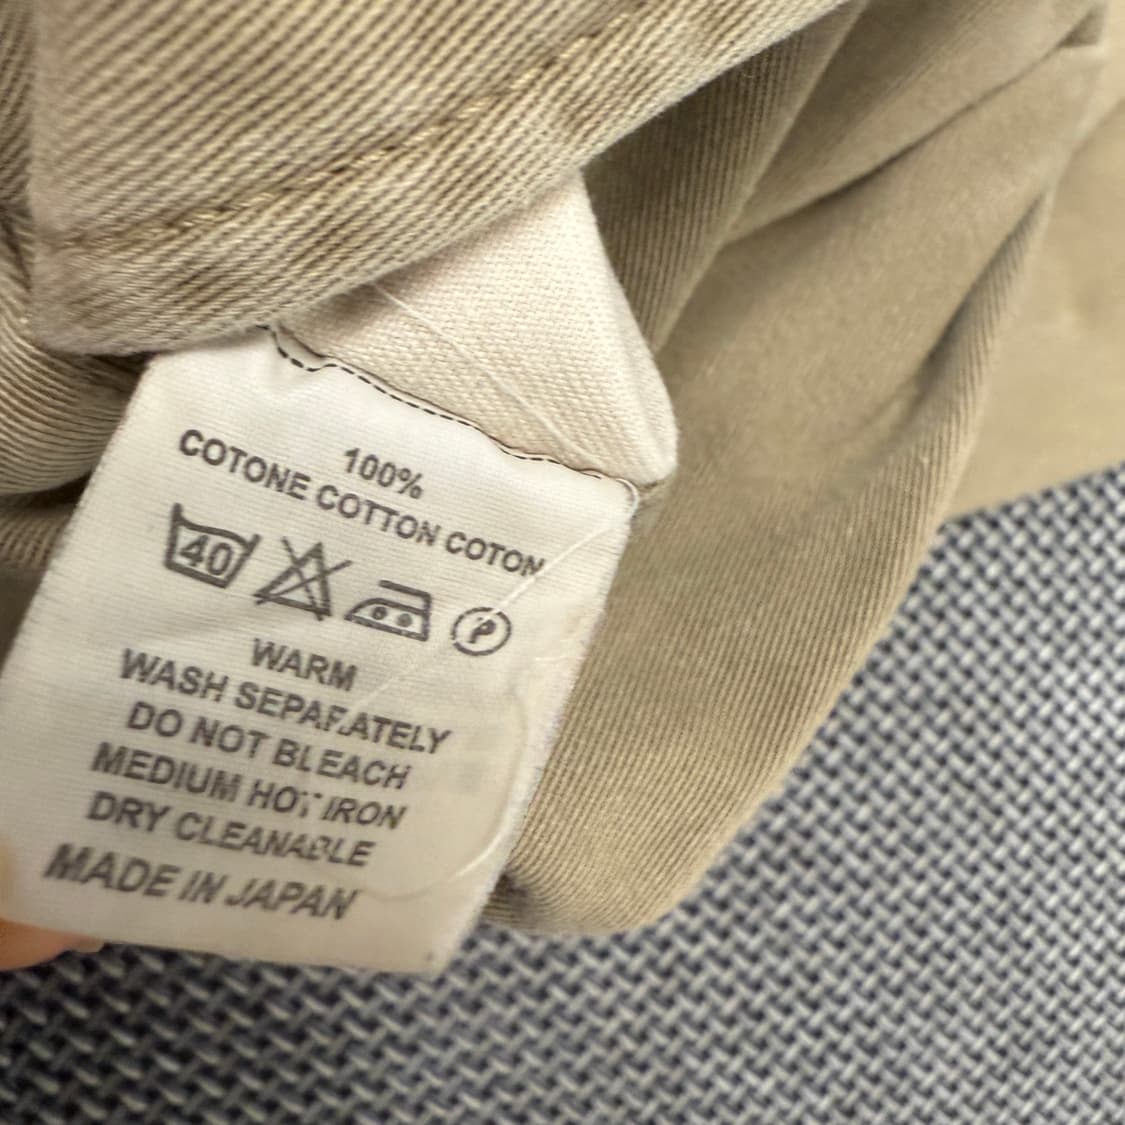 100%
COTONE COTTON COTON
40 P
WARM
WASH SEPARATELY
DO NOT BLEACH
MEDIUM HOT IRON
DRY CLEANABLE
MADE IN JAPAN